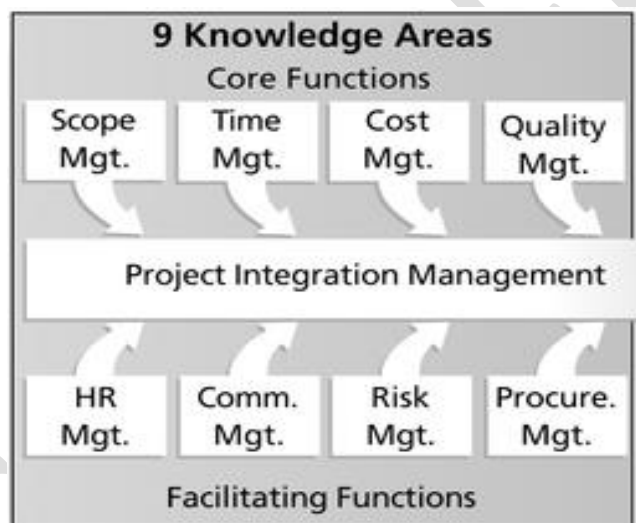 9 Knowledge Areas
Core Functions
Scope Mgt.
Time Mgt.
Cost Mgt.
Quality Mgt.
Project Integration Management
HR Mgt.
Comm. Mgt.
Risk Mgt.
Procure. Mgt.
Facilitating Functions